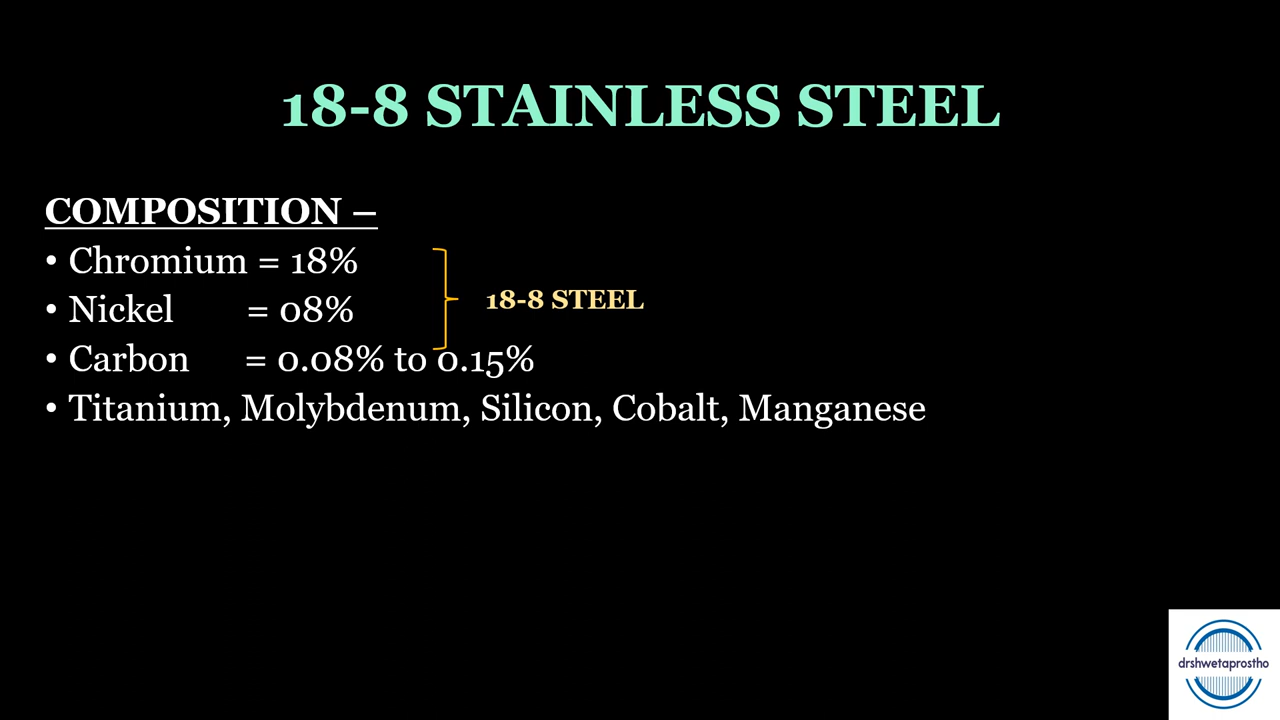 18-8 STAINLESS STEEL
COMPOSITION –
• Chromium = 18%
• Nickel = 08%
18-8 STEEL
• Carbon = 0.08% to 0.15%
• Titanium, Molybdenum, Silicon, Cobalt, Manganese
drshwetaprostho